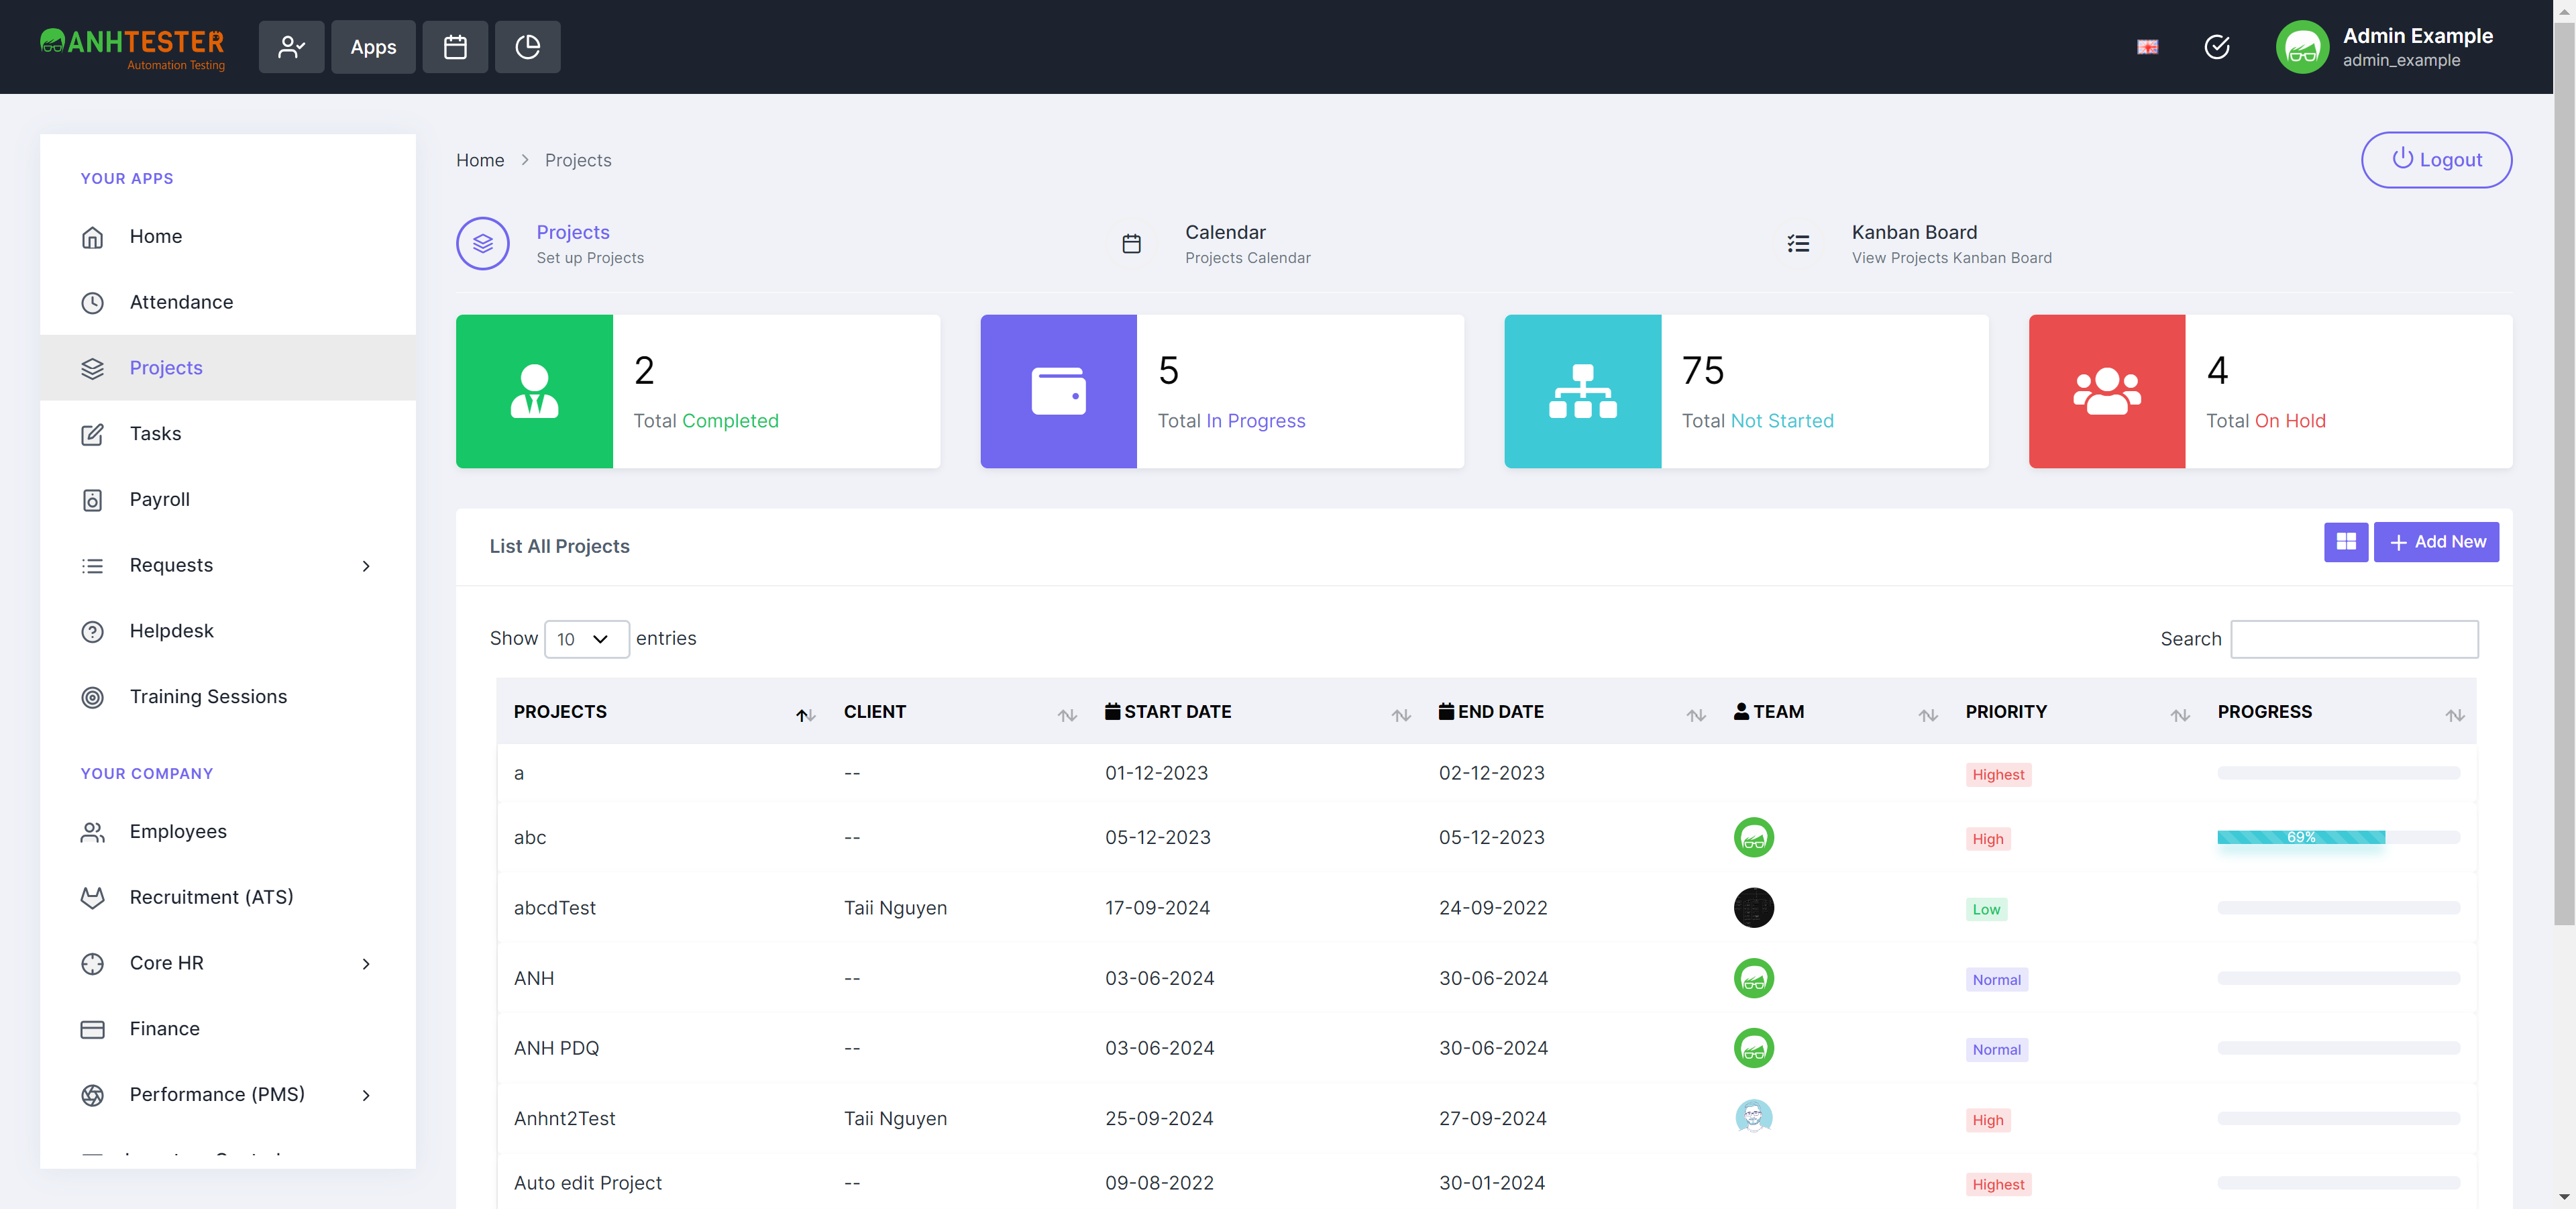 ANHTESTER
Automation Testing
Apps
Admin Example
admin_example
YOUR APPS
Home
Attendance
Projects
Tasks
Payroll
Requests
Helpdesk
Training Sessions
YOUR COMPANY
Employees
Recruitment (ATS)
Core HR
Finance
Performance (PMS)
Home > Projects
Logout
Projects
Set up Projects
Calendar
Projects Calendar
Kanban Board
View Projects Kanban Board
2
Total Completed
5
Total In Progress
75
Total Not Started
4
Total On Hold
List All Projects
Add New
Show 10 entries
Search
PROJECTS CLIENT START DATE END DATE TEAM PRIORITY PROGRESS
a -- 01-12-2023 02-12-2023 Highest
abc -- 05-12-2023 05-12-2023 High 69%
abcdTest Taii Nguyen 17-09-2024 24-09-2022 Low
ANH -- 03-06-2024 30-06-2024 Normal
ANH PDQ -- 03-06-2024 30-06-2024 Normal
Anhnt2Test Taii Nguyen 25-09-2024 27-09-2024 High
Auto edit Project -- 09-08-2022 30-01-2024 Highest